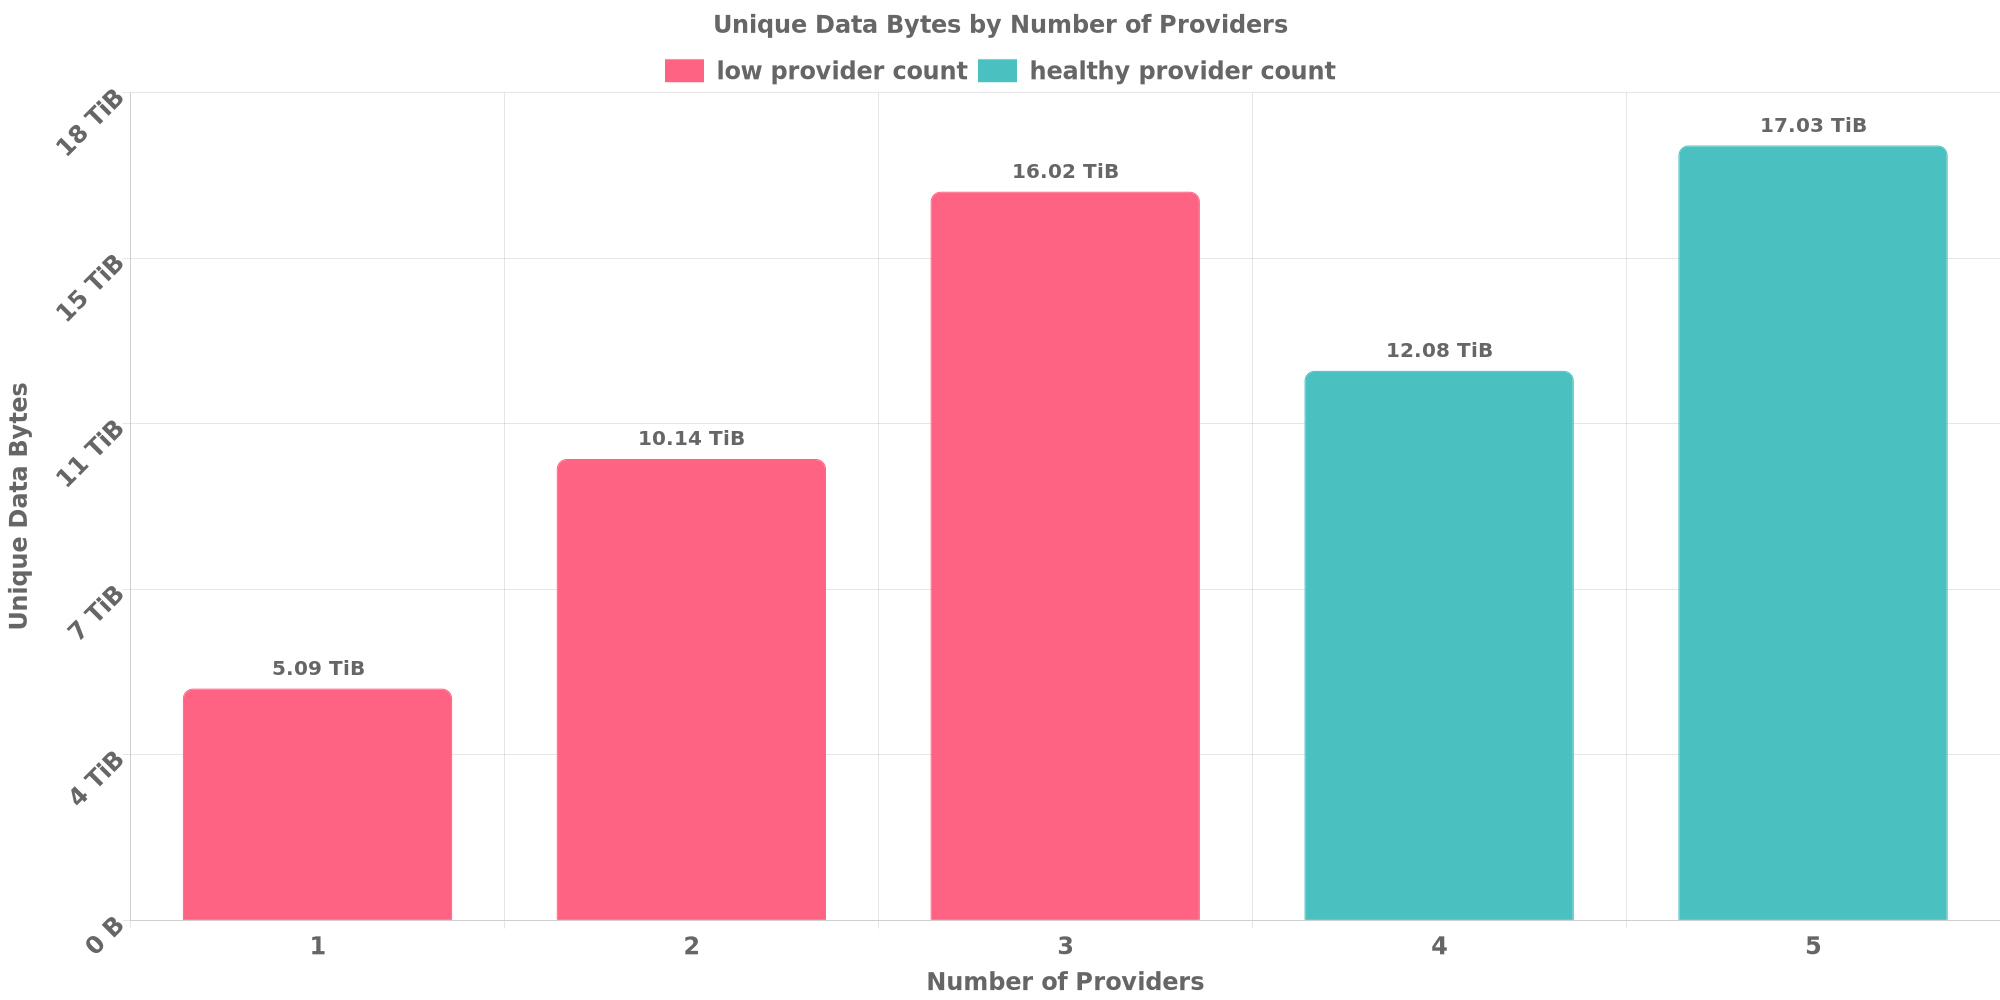 Unique Data Bytes by Number of Providers
low provider count healthy provider count
18 TiB
15 TiB
11 TiB
7 TiB
4 TiB
0 B
Unique Data Bytes
5.09 TiB
10.14 TiB
16.02 TiB
12.08 TiB
17.03 TiB
1 2 3 4 5
Number of Providers